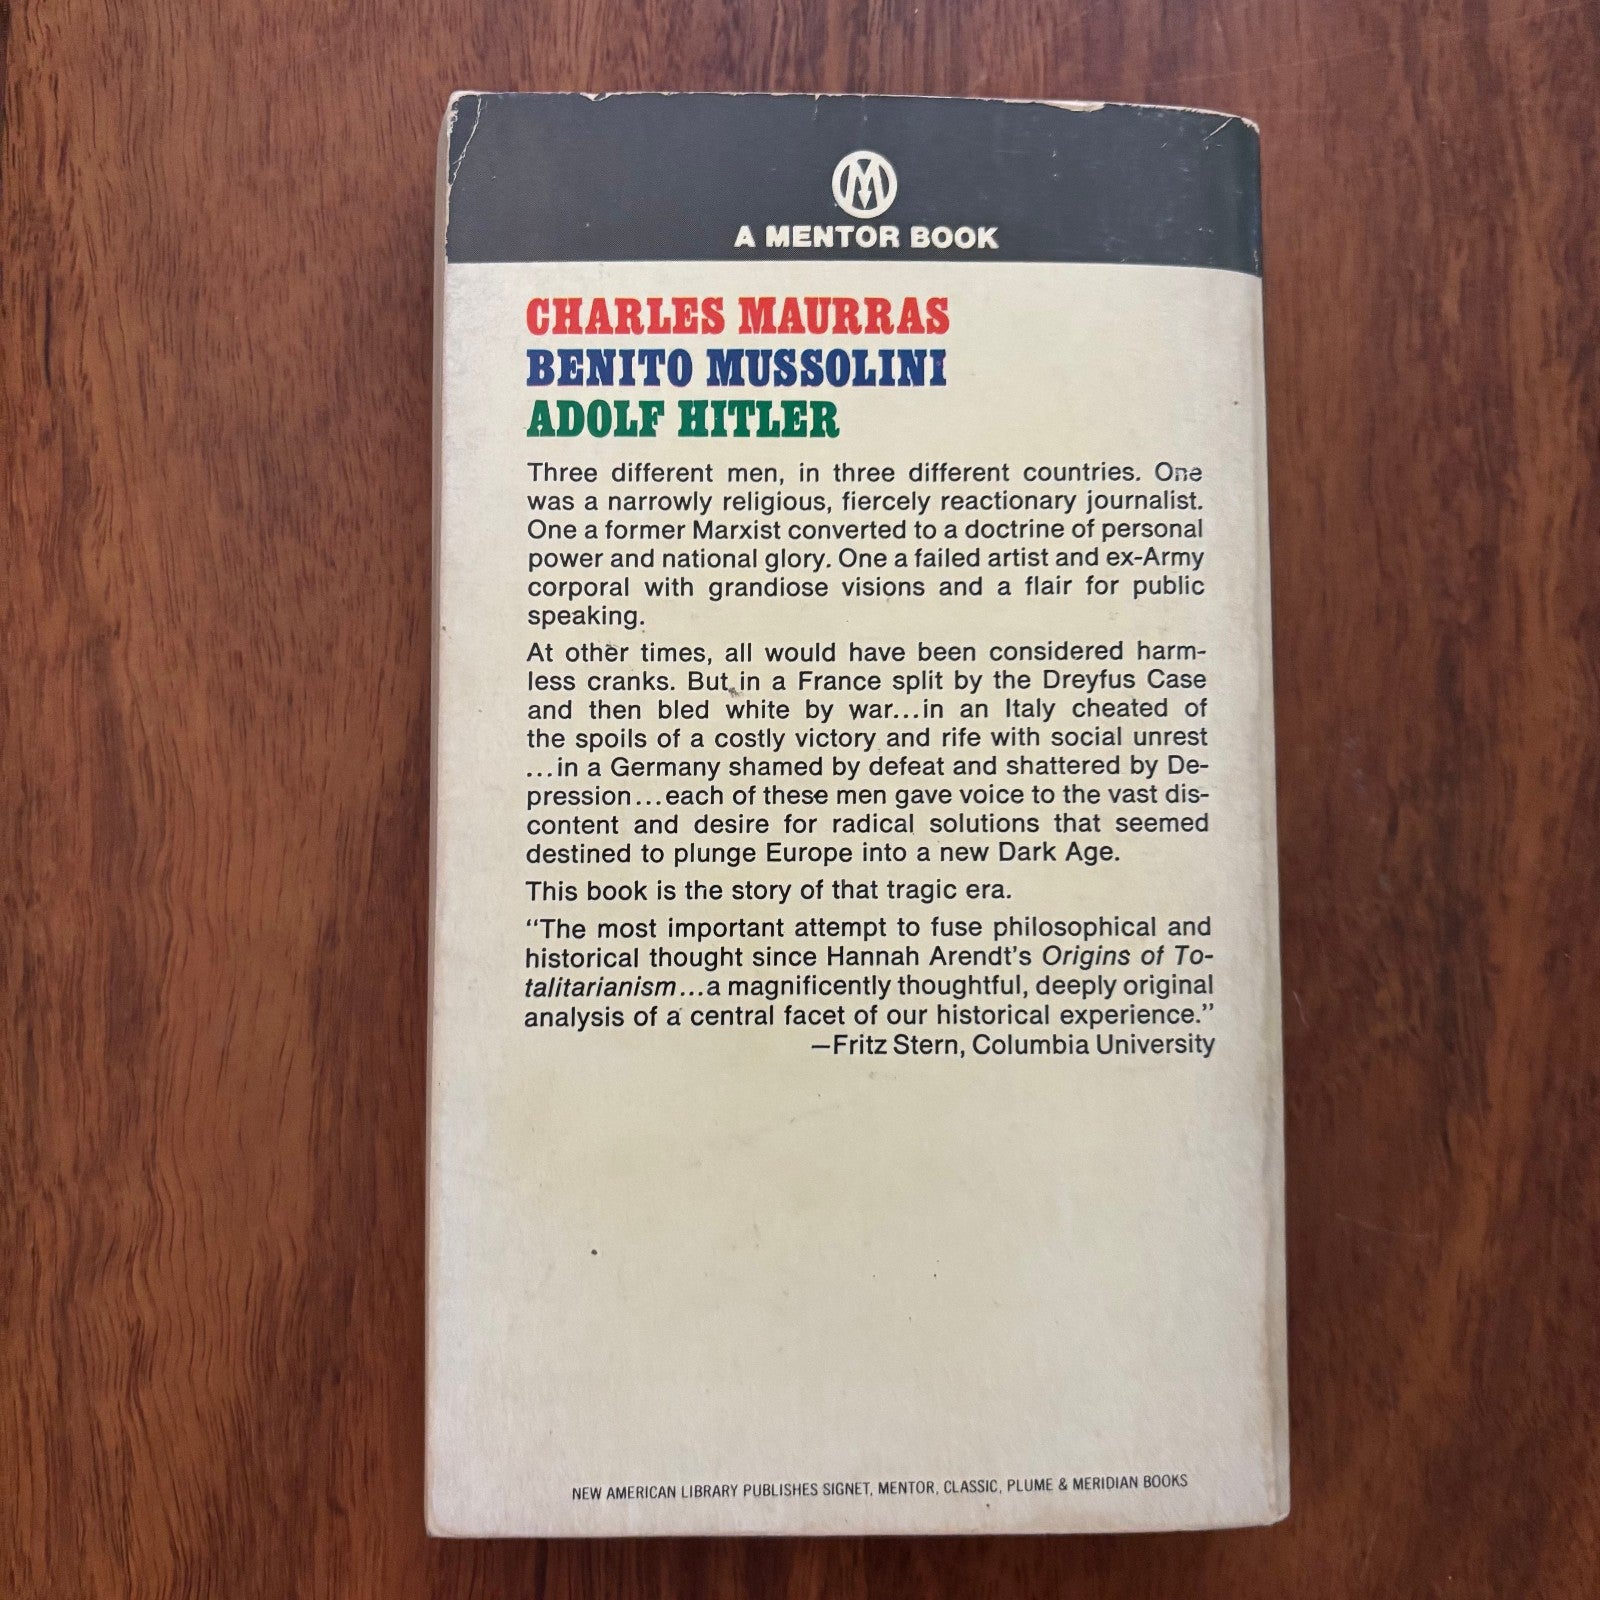 M
A MENTOR BOOK
CHARLES MAURRAS
BENITO MUSSOLINI
ADOLF HITLER
Three different men, in three different countries. One
was a narrowly religious, fiercely reactionary journalist.
One a former Marxist converted to a doctrine of personal
power and national glory. One a failed artist and ex-Army
corporal with grandiose visions and a flair for public
speaking.
At other times, all would have been considered harm-
less cranks. But in a France split by the Dreyfus Case
and then bled white by war...in an Italy cheated of
the spoils of a costly victory and rife with social unrest
...in a Germany shamed by defeat and shattered by De-
pression...each of these men gave voice to the vast dis-
content and desire for radical solutions that seemed
destined to plunge Europe into a new Dark Age.
This book is the story of that tragic era.
“The most important attempt to fuse philosophical and
historical thought since Hannah Arendt’s Origins of To-
talitarianism...a magnificently thoughtful, deeply original
analysis of a central facet of our historical experience.”
—Fritz Stern, Columbia University
NEW AMERICAN LIBRARY PUBLISHES SIGNET, MENTOR, CLASSIC, PLUME & MERIDIAN BOOKS